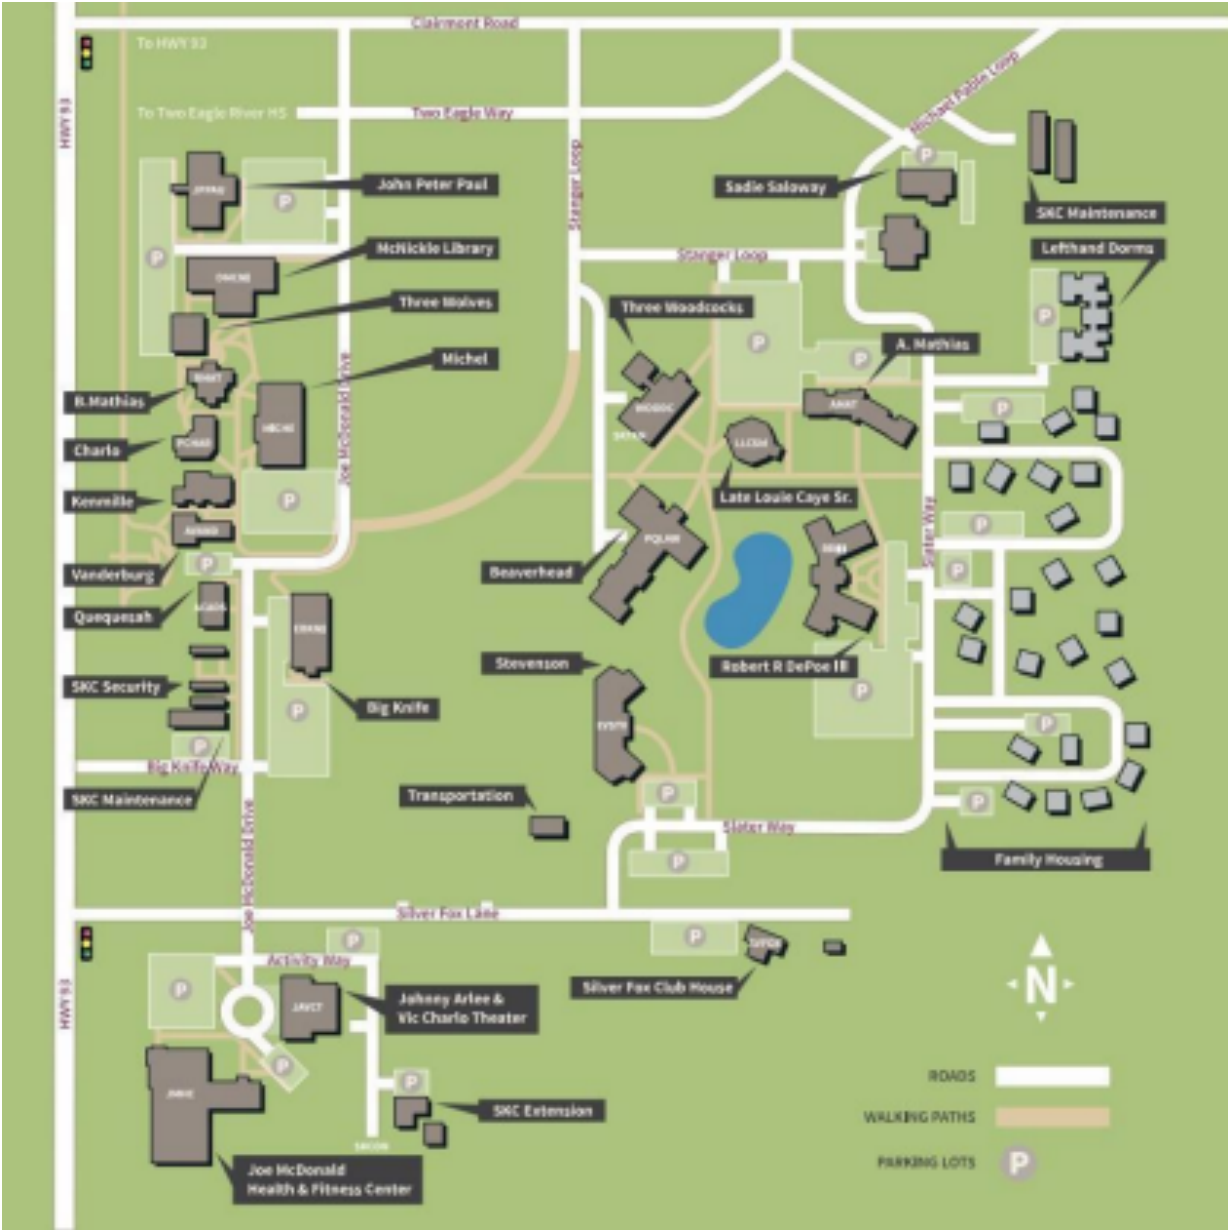 Clairmont Road
To HWY 93
HWY 93
To Two Eagle River HS
Two Eagle Way
Michael Pablo Loop
P
John Peter Paul
Sadie Saloway
SKC Maintenance
Stanger Loop
P
P
McNickle Library
Stanger Loop
Lefthand Dorms
Three Wolves
Three Woodcocks
P
P
A. Mathias
P
Michel
B.Mathias
Joe McDonald Drive
P
Charlo
LLCSM
Kenmille
P
Late Louie Caye Sr.
Slater Way
P
P
P
Vanderburg
Beaverhead
Quequesah
SKC Security
Stevenson
Robert R DePoe III
P
Big Knife
P
P
P
Big Knife Way
SKC Maintenance
Transportation
P
P
Joe McDonald Drive
Slater Way
P
Family Housing
Silver Fox Lane
P
P
Activity Way
P
Silver Fox Club House
N
HWY 93
JAVCT
Johnny Arlee &
Vic Charlo Theater
P
P
ROADS
SKC Extension
WALKING PATHS
PARKING LOTS
P
Joe McDonald
Health & Fitness Center